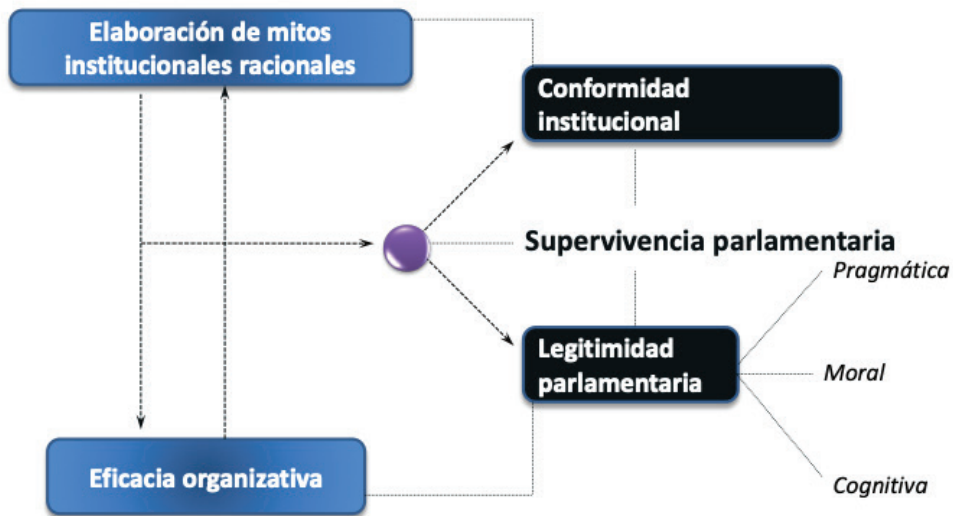 Elaboración de mitos
institucionales racionales
Conformidad
institucional
Supervivencia parlamentaria
Pragmática
Legitimidad
parlamentaria
Moral
Eficacia organizativa
Cognitiva